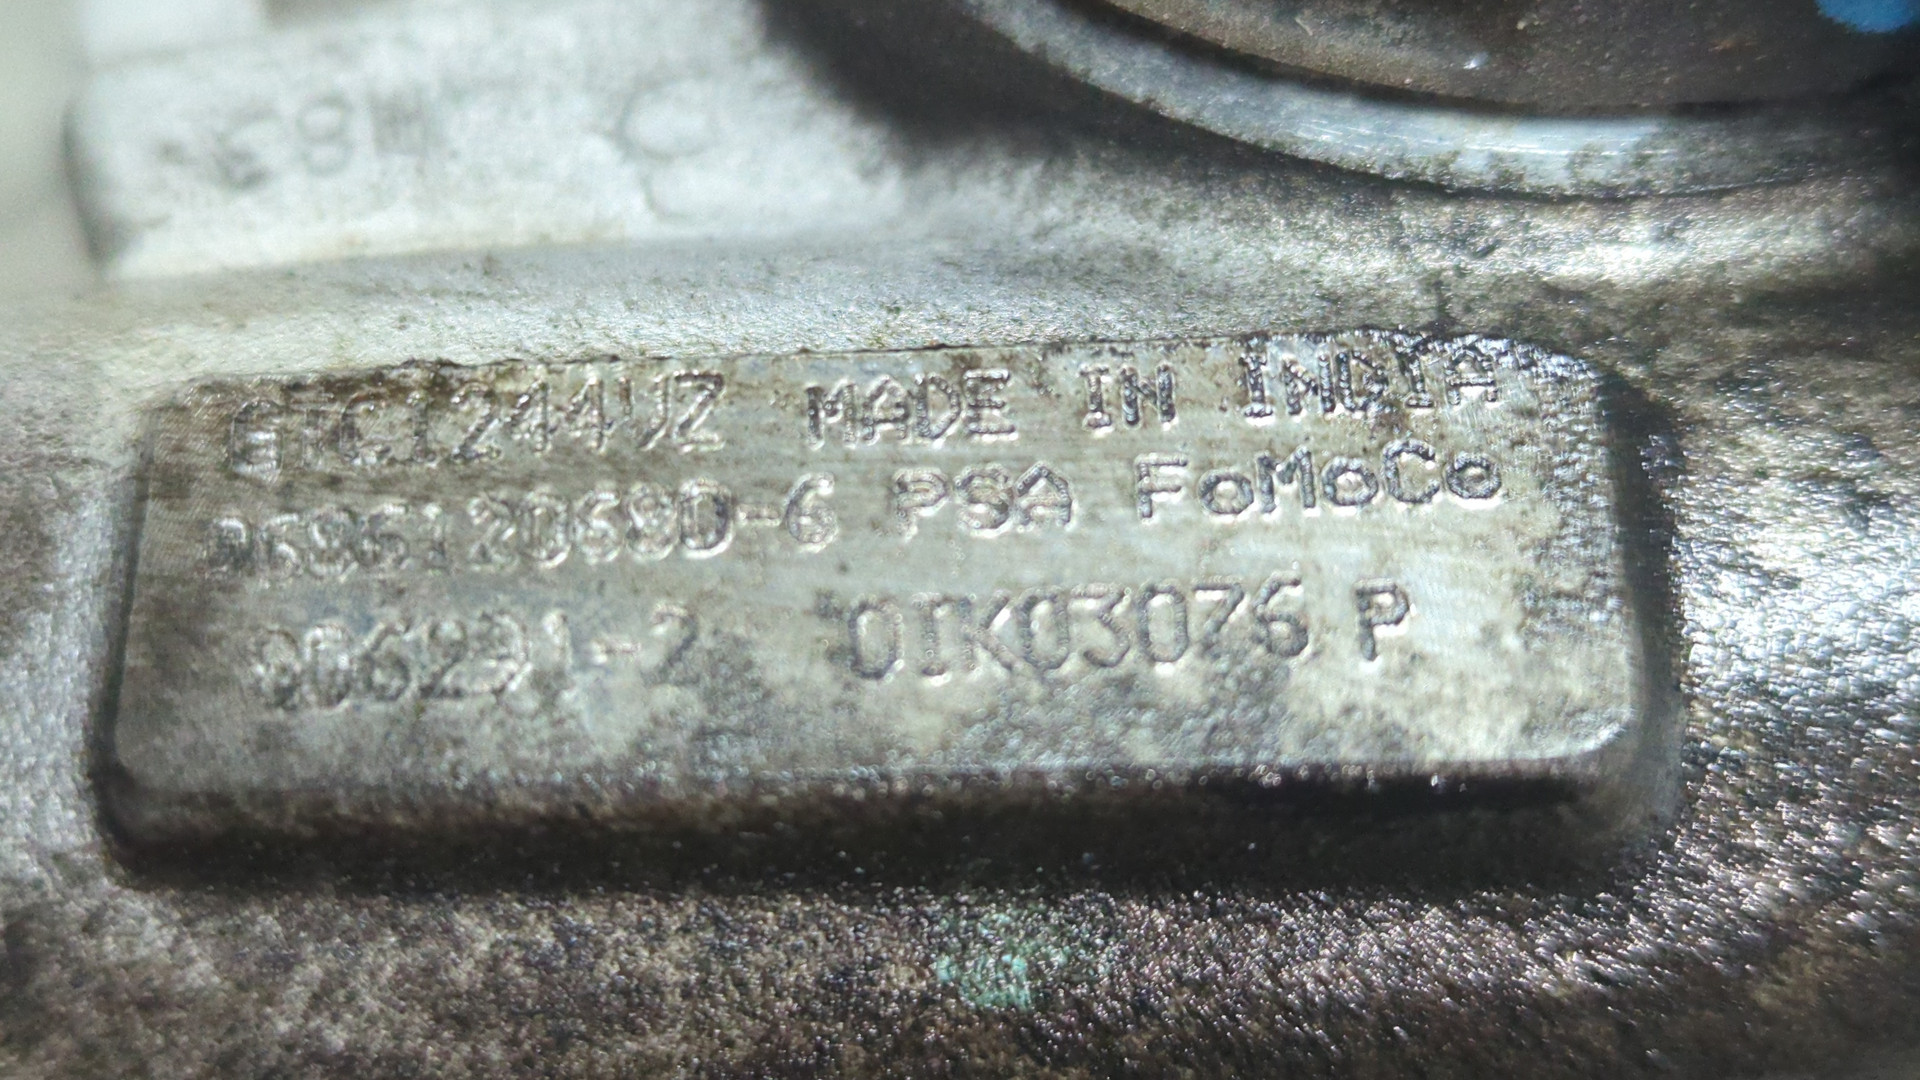 GTC1244VZ MADE IN INDIA
9686120680-6 PSA FoMoCo
806291-2 0IK03076 P